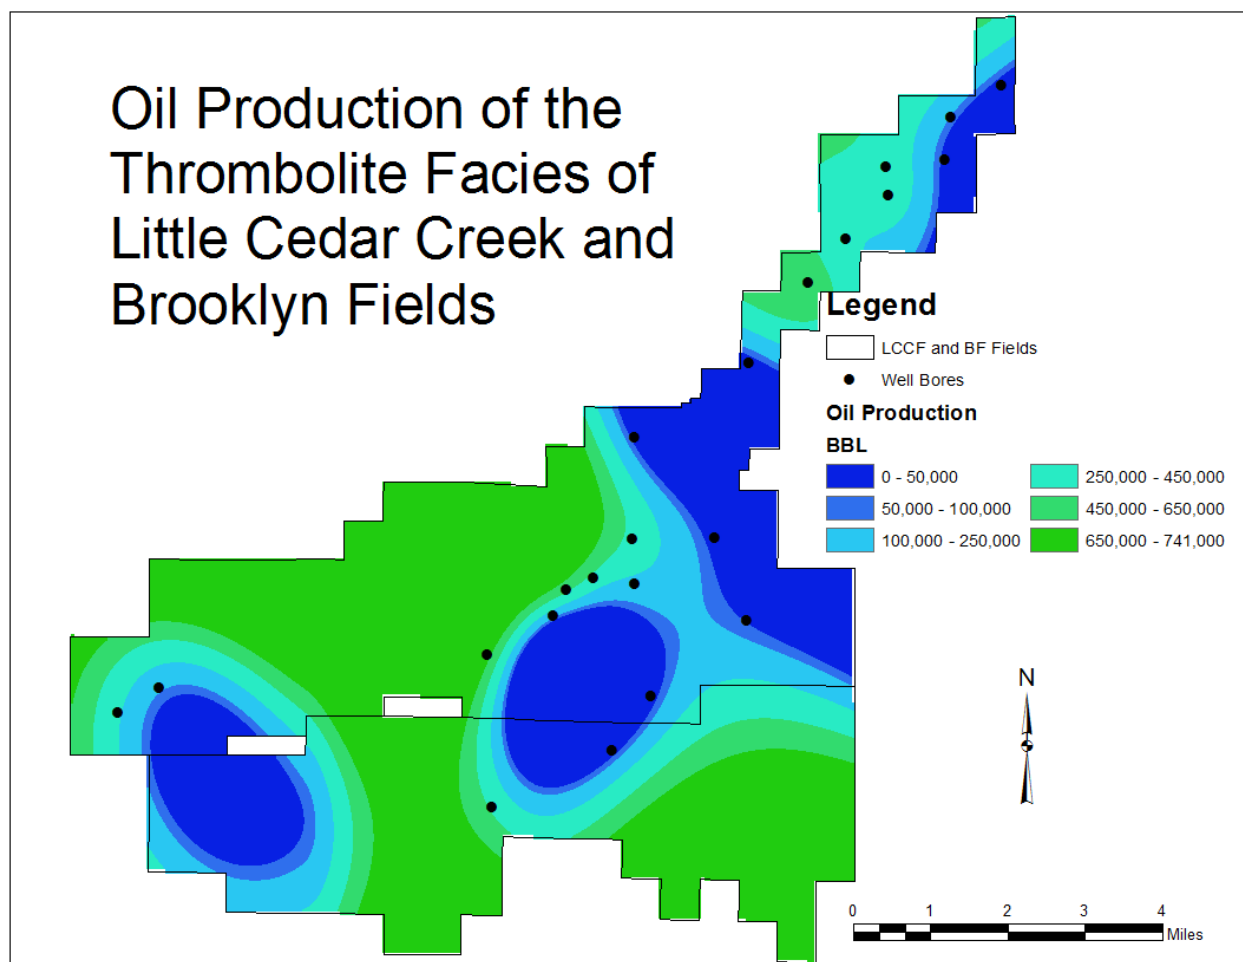 Oil Production of the
Thrombolite Facies of
Little Cedar Creek and
Brooklyn Fields
Legend
LCCF and BF Fields
Well Bores
Oil Production
BBL
0 - 50,000
50,000 - 100,000
100,000 - 250,000
250,000 - 450,000
450,000 - 650,000
650,000 - 741,000
N
0 1 2 3 4
Miles